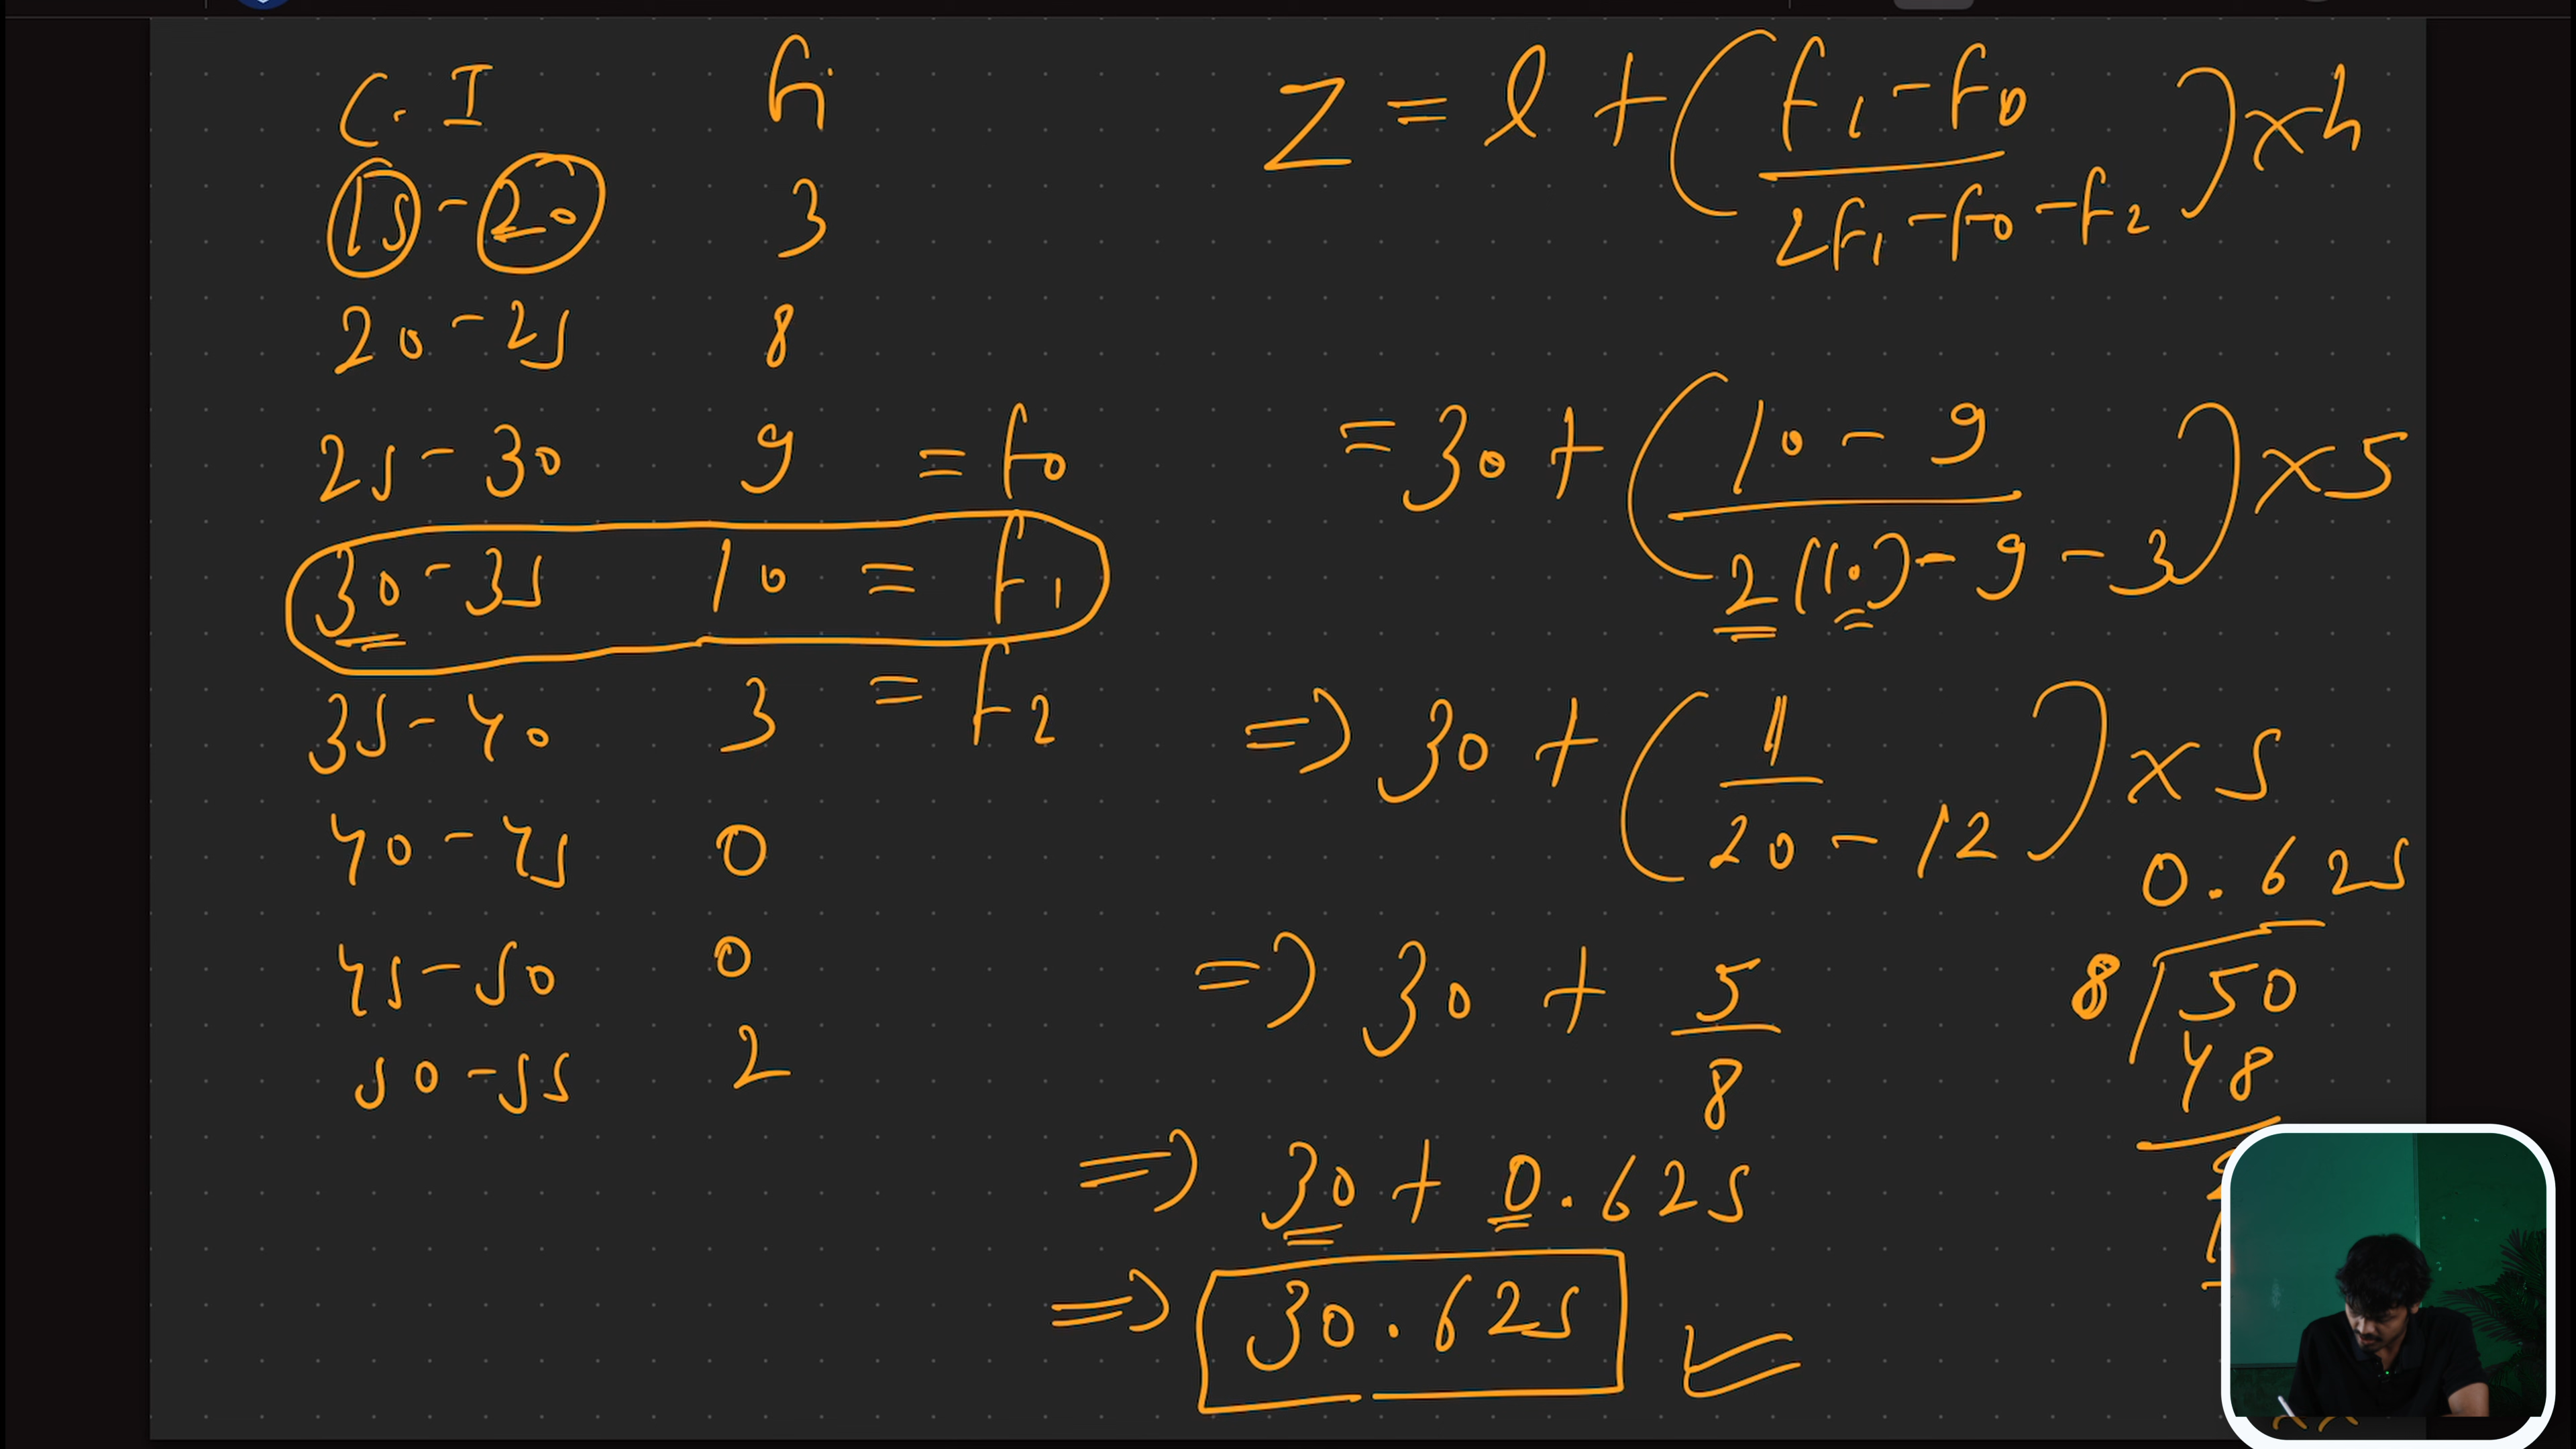 C.I fi
15 - 20 3
20 - 25 8
25 - 30 9 = f0
30 - 35 10 = f1
35 - 40 3 = f2
40 - 45 0
45 - 50 0
50 - 55 2
Z = l + (f1 - f0 / 2f1 - f0 - f2) × h
= 30 + (10 - 9 / 2(10) - 9 - 3) × 5
=> 30 + (1 / 20 - 12) × 5
=> 30 + 5/8
=> 30 + 0.625
=> 30.625
0.625
8 50
48